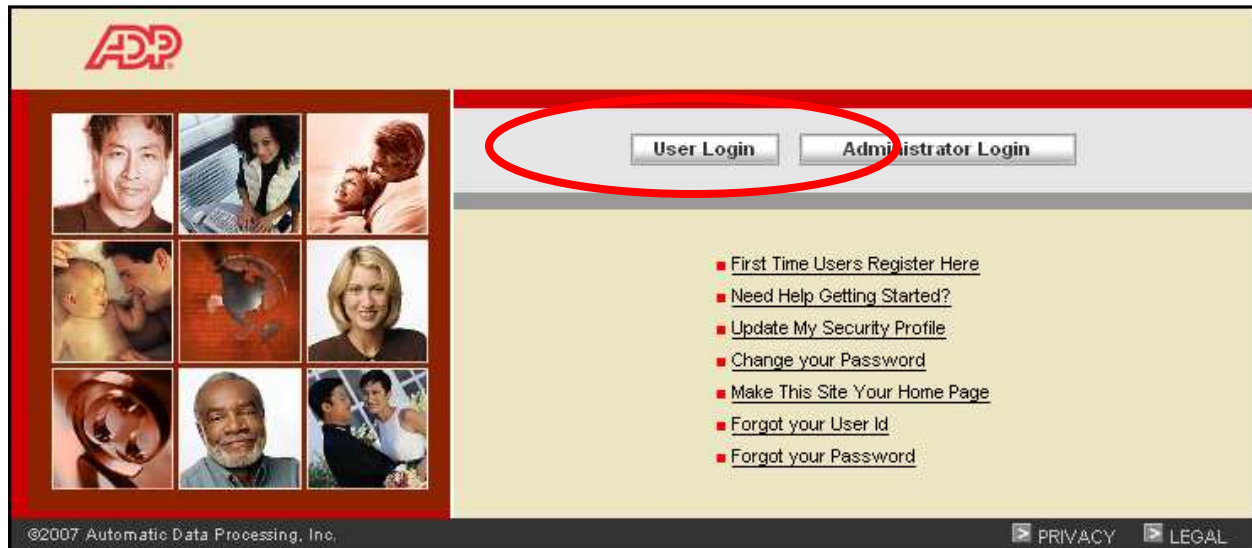 ADP
User Login
Administrator Login
First Time Users Register Here
Need Help Getting Started?
Update My Security Profile
Change your Password
Make This Site Your Home Page
Forgot your User Id
Forgot your Password
©2007 Automatic Data Processing, Inc.
PRIVACY
LEGAL